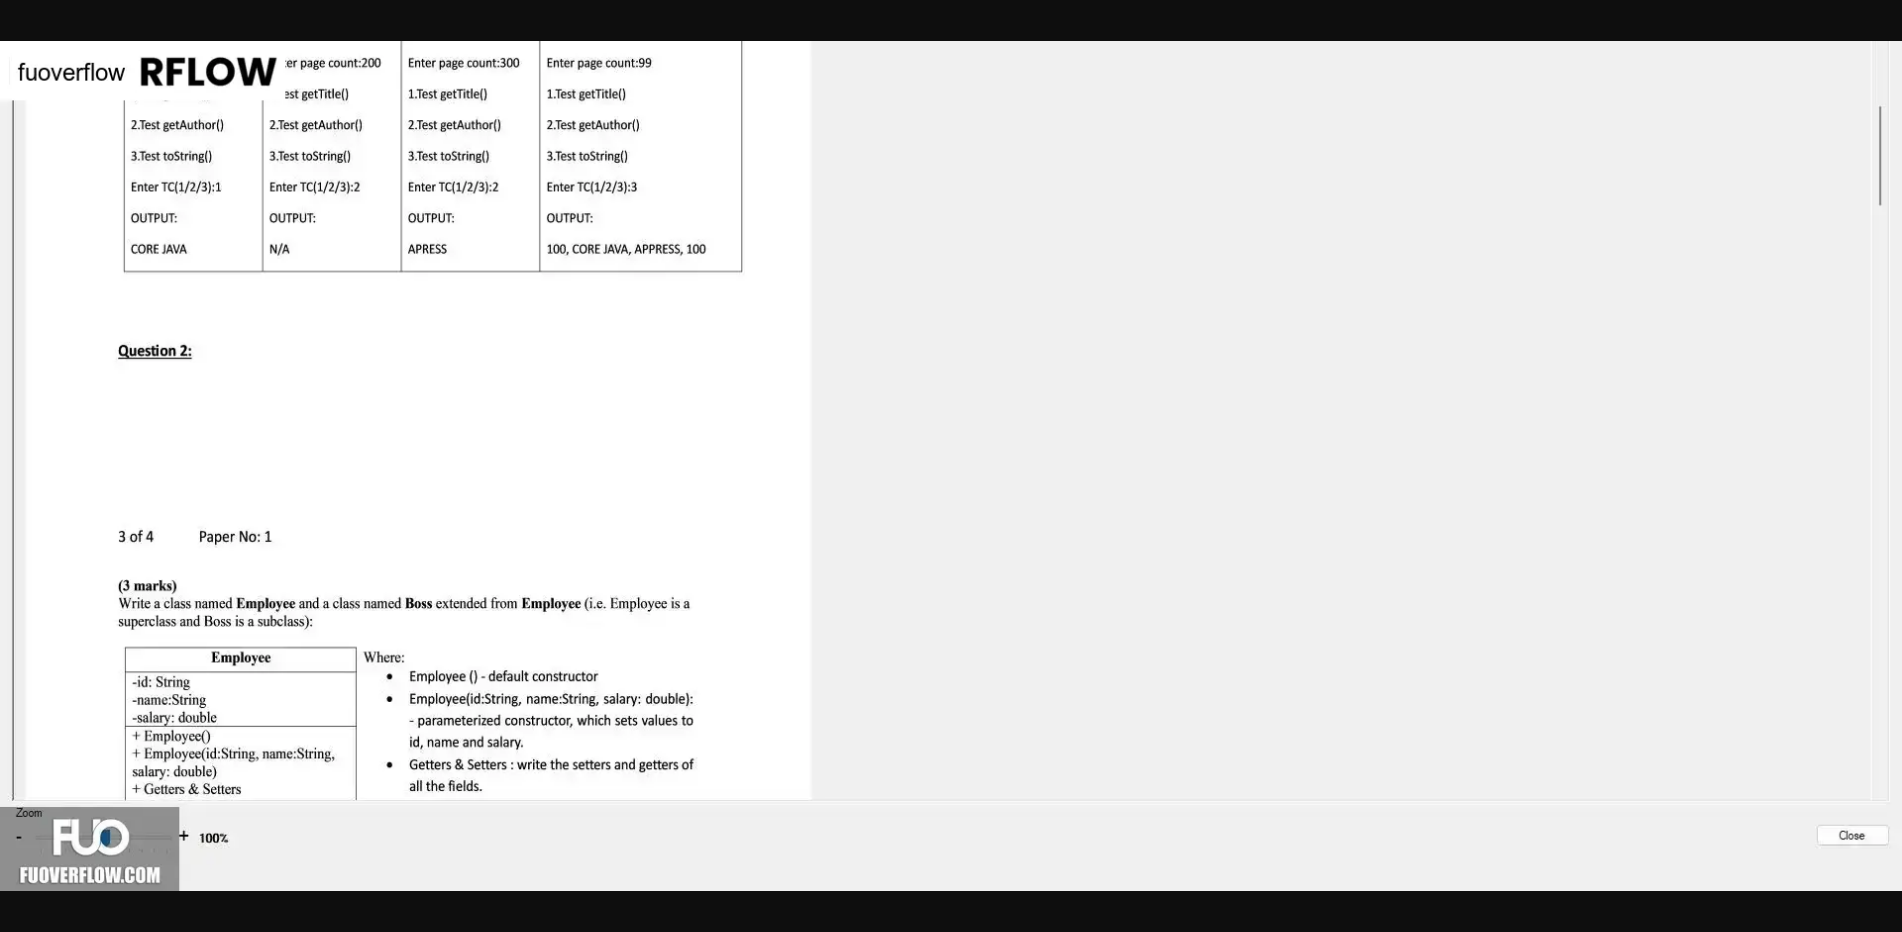 fuoverflow RFLOW
er page count:200 Enter page count:300 Enter page count:99
est getTitle() 1.Test getTitle() 1.Test getTitle()
2.Test getAuthor() 2.Test getAuthor() 2.Test getAuthor() 2.Test getAuthor()
3.Test toString() 3.Test toString() 3.Test toString() 3.Test toString()
Enter TC(1/2/3):1 Enter TC(1/2/3):2 Enter TC(1/2/3):2 Enter TC(1/2/3):3
OUTPUT: OUTPUT: OUTPUT: OUTPUT:
CORE JAVA N/A APRESS 100, CORE JAVA, APPRESS, 100
Question 2:
3 of 4 Paper No: 1
(3 marks)
Write a class named Employee and a class named Boss extended from Employee (i.e. Employee is a
superclass and Boss is a subclass):
Employee
-id: String
-name:String
-salary: double
+ Employee()
+ Employee(id:String, name:String,
salary: double)
+ Getters & Setters
Where:
• Employee () - default constructor
• Employee(id:String, name:String, salary: double):
- parameterized constructor, which sets values to
id, name and salary.
• Getters & Setters : write the setters and getters of
all the fields.
Zoom
- + 100%
FUO
FUOVERFLOW.COM
Close